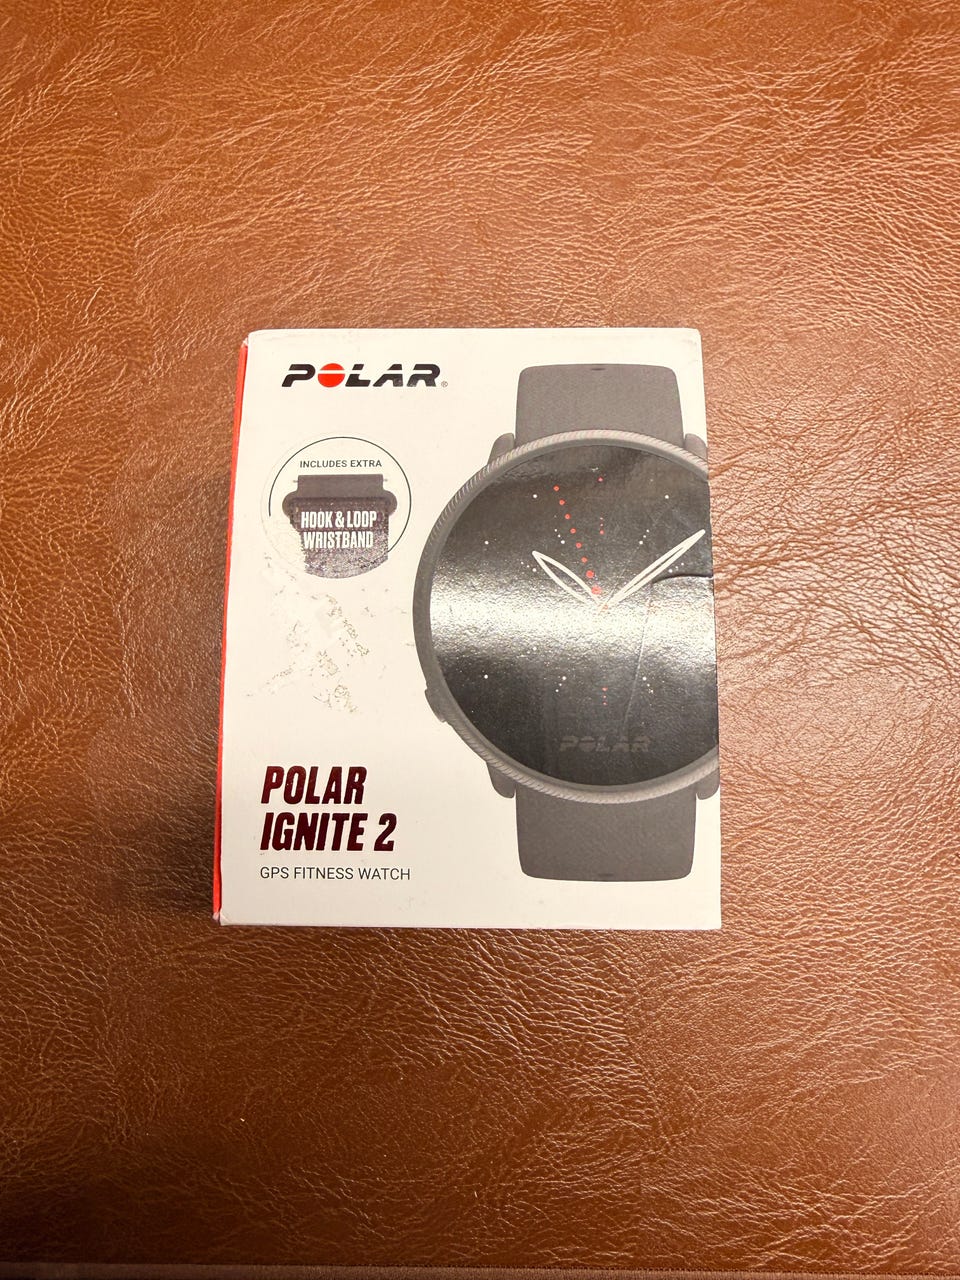 POLAR®
INCLUDES EXTRA
HOOK & LOOP
WRISTBAND
POLAR
POLAR
IGNITE 2
GPS FITNESS WATCH